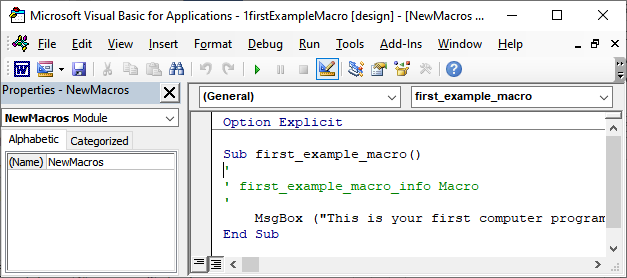 Microsoft Visual Basic for Applications - 1firstExampleMacro [design] - [NewMacros ...
File Edit View Insert Format Debug Run Tools Add-Ins Window Help
Properties - NewMacros
NewMacros Module
Alphabetic Categorized
(Name) NewMacros
(General) first_example_macro
Option Explicit
Sub first_example_macro()
'
' first_example_macro_info Macro
'
MsgBox ("This is your first computer program
End Sub